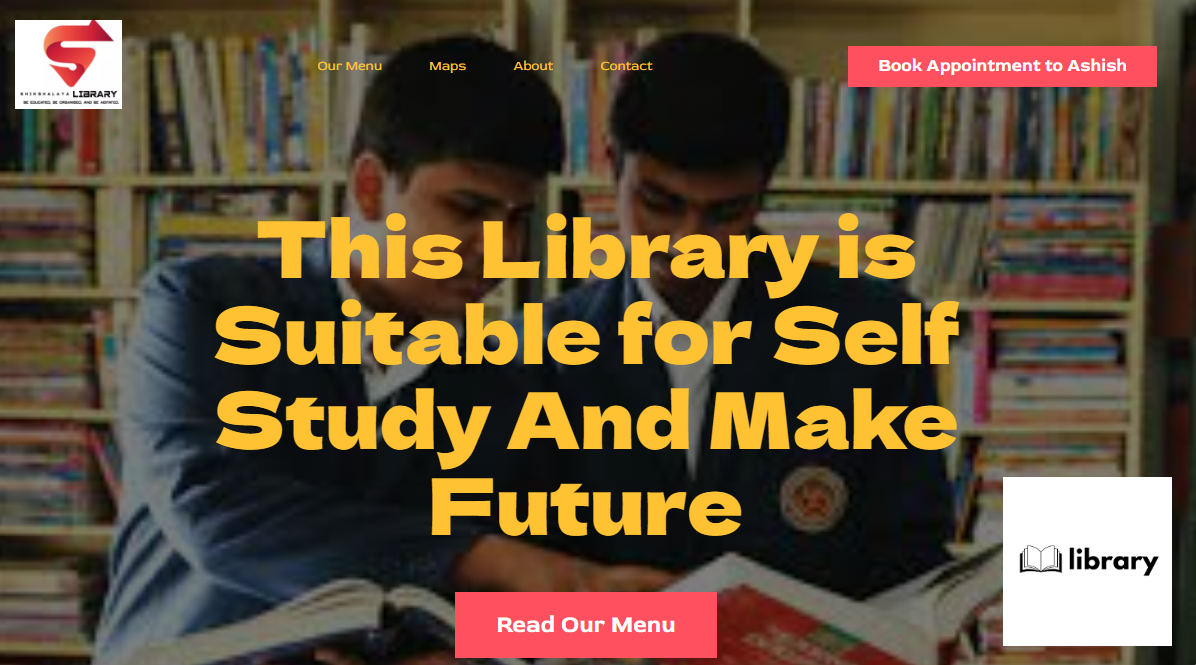 SHIKSHALAYA LIBRARY
BE EDUCATED, BE ORGANISED, AND BE AGITATED.
Our Menu
Maps
About
Contact
Book Appointment to Ashish
This Library is
Suitable for Self
Study And Make
Future
Read Our Menu
library